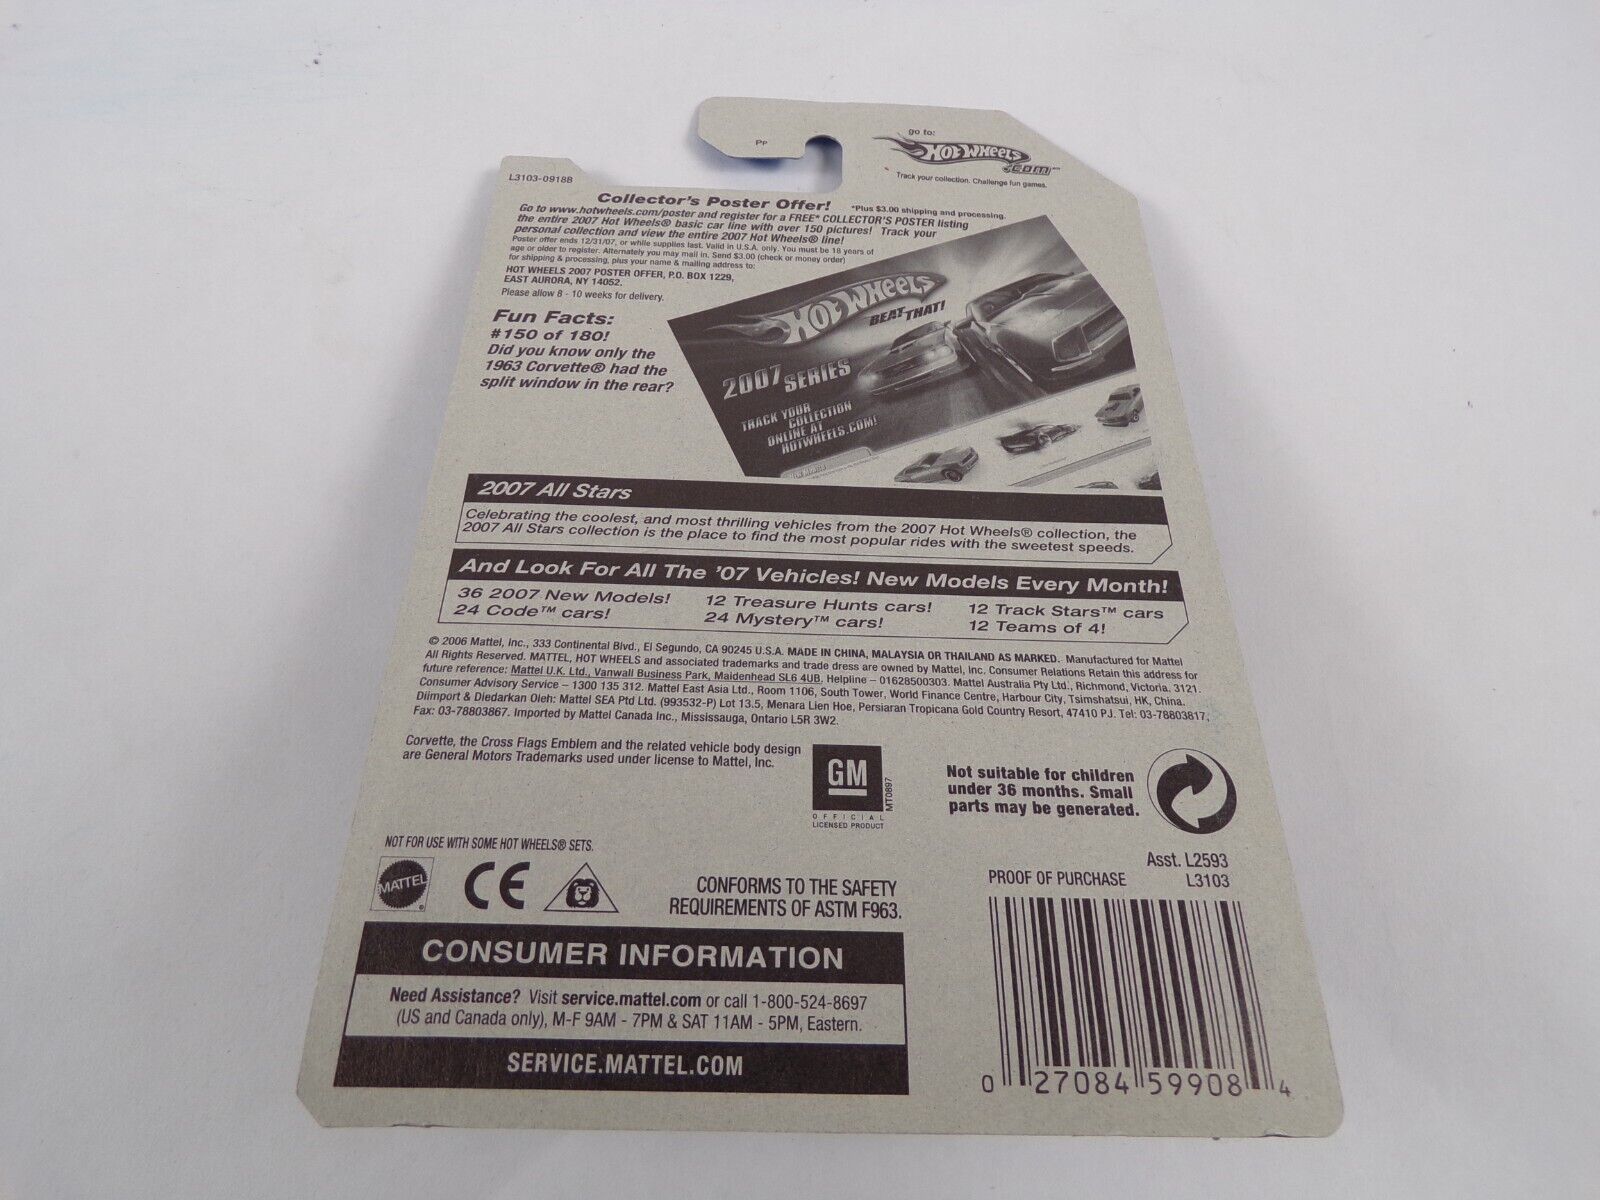 PP
go to:
HOT WHEELS
.COM™
Track your collection. Challenge fun games.
L3103-0918B
Collector's Poster Offer!
*Plus $3.00 shipping and processing.
Go to www.hotwheels.com/poster and register for a FREE* COLLECTOR'S POSTER listing
the entire 2007 Hot Wheels® basic car line with over 150 pictures! Track your
personal collection and view the entire 2007 Hot Wheels® line!
Poster offer ends 12/31/07, or while supplies last. Valid in U.S.A. only. You must be 18 years of
age or older to register. Alternately you may mail in. Send $3.00 (check or money order)
for shipping & processing, plus your name & mailing address to:
HOT WHEELS 2007 POSTER OFFER, P.O. BOX 1229,
EAST AURORA, NY 14052.
Please allow 8 - 10 weeks for delivery.
HOT WHEELS
BEAT THAT!
2007 SERIES
TRACK YOUR
COLLECTION
ONLINE AT
HOTWHEELS.COM!
Fun Facts:
#150 of 180!
Did you know only the
1963 Corvette® had the
split window in the rear?
2007 All Stars
Celebrating the coolest, and most thrilling vehicles from the 2007 Hot Wheels® collection, the
2007 All Stars collection is the place to find the most popular rides with the sweetest speeds.
And Look For All The '07 Vehicles! New Models Every Month!
36 2007 New Models! 12 Treasure Hunts cars! 12 Track Stars™ cars
24 Code™ cars! 24 Mystery™ cars! 12 Teams of 4!
© 2006 Mattel, Inc., 333 Continental Blvd., El Segundo, CA 90245 U.S.A. MADE IN CHINA, MALAYSIA OR THAILAND AS MARKED. Manufactured for Mattel
All Rights Reserved. MATTEL, HOT WHEELS and associated trademarks and trade dress are owned by Mattel, Inc. Consumer Relations Retain this address for
future reference: Mattel U.K. Ltd., Vanwall Business Park, Maidenhead SL6 4UB. Helpline – 01628500303. Mattel Australia Pty Ltd., Richmond, Victoria. 3121.
Consumer Advisory Service – 1300 135 312. Mattel East Asia Ltd., Room 1106, South Tower, World Finance Centre, Harbour City, Tsimshatsui, HK, China.
Diimport & Diedarkan Oleh: Mattel SEA Ptd Ltd. (993532-P) Lot 13.5, Menara Lien Hoe, Persiaran Tropicana Gold Country Resort, 47410 PJ. Tel: 03-78803817,
Fax: 03-78803867. Imported by Mattel Canada Inc., Mississauga, Ontario L5R 3W2.
Corvette, the Cross Flags Emblem and the related vehicle body design
are General Motors Trademarks used under license to Mattel, Inc.
GM
OFFICIAL
LICENSED PRODUCT
MT0897
Not suitable for children
under 36 months. Small
parts may be generated.
NOT FOR USE WITH SOME HOT WHEELS® SETS.
MATTEL
®
CE
CONFORMS TO THE SAFETY
REQUIREMENTS OF ASTM F963.
Asst. L2593
PROOF OF PURCHASE L3103
CONSUMER INFORMATION
Need Assistance? Visit service.mattel.com or call 1-800-524-8697
(US and Canada only), M-F 9AM - 7PM & SAT 11AM - 5PM, Eastern.
SERVICE.MATTEL.COM
0 27084 59908 4